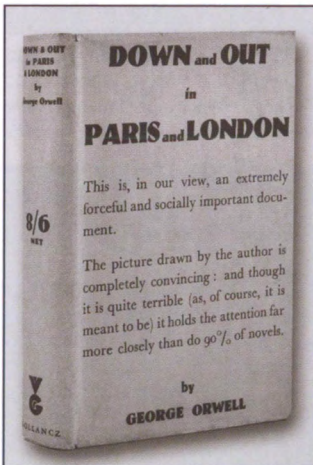 DOWN & OUT
in PARIS
& LONDON
by
George Orwell
8/6
NET
VG
GOLLANCZ
DOWN and OUT
in
PARIS and LONDON
This is, in our view, an extremely
forceful and socially important docu-
ment.
The picture drawn by the author is
completely convincing : and though
it is quite terrible (as, of course, it is
meant to be) it holds the attention far
more closely than do 90% of novels.
by
GEORGE ORWELL